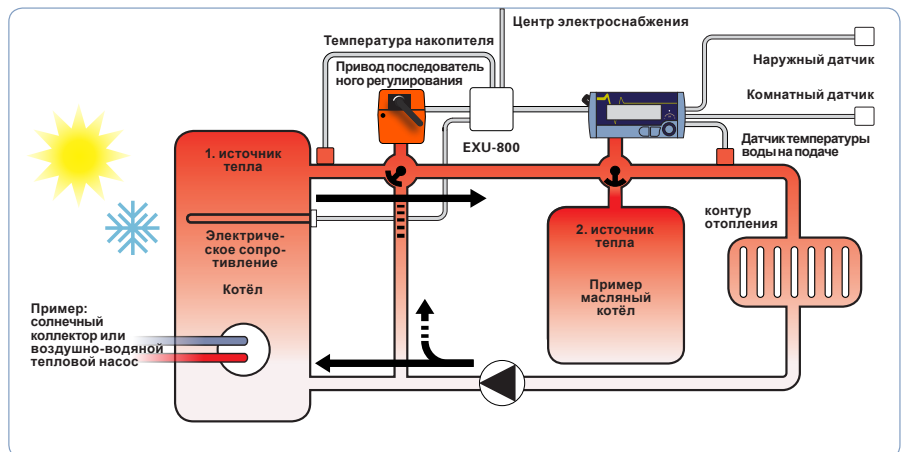 Центр электроснабжения
Температура накопителя
Привод последователь
ного регулирования
Наружный датчик
Комнатный датчик
EXU-800
Датчик температуры
воды на подаче
1. источник
тепла
контур
отопления
Электриче-
ское сопро-
тивление
Котёл
2. источник
тепла
Пример
масляный
котёл
Пример:
солнечный
коллектор или
воздушно-водяной
тепловой насос